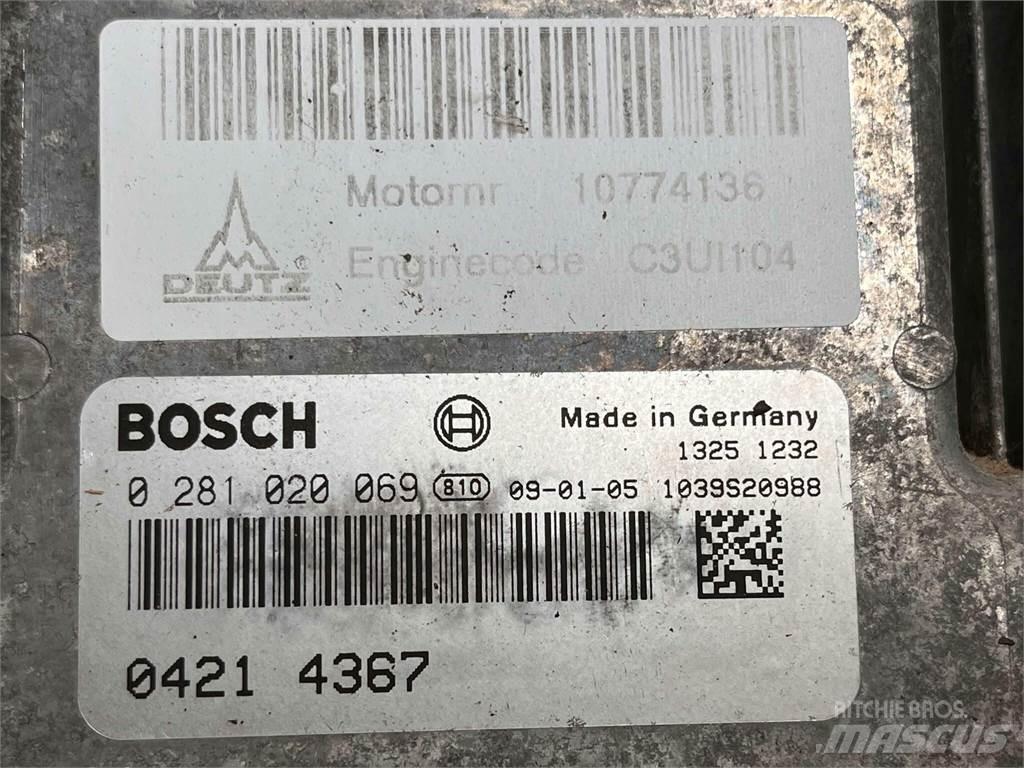 Motornr 10774136
DEUTZ®
Enginecode C3UI104
BOSCH
Made in Germany
1325 1232
0 281 020 069 810 09-01-05 1039S20988
0421 4367
RITCHIE BROS.
MASCUS